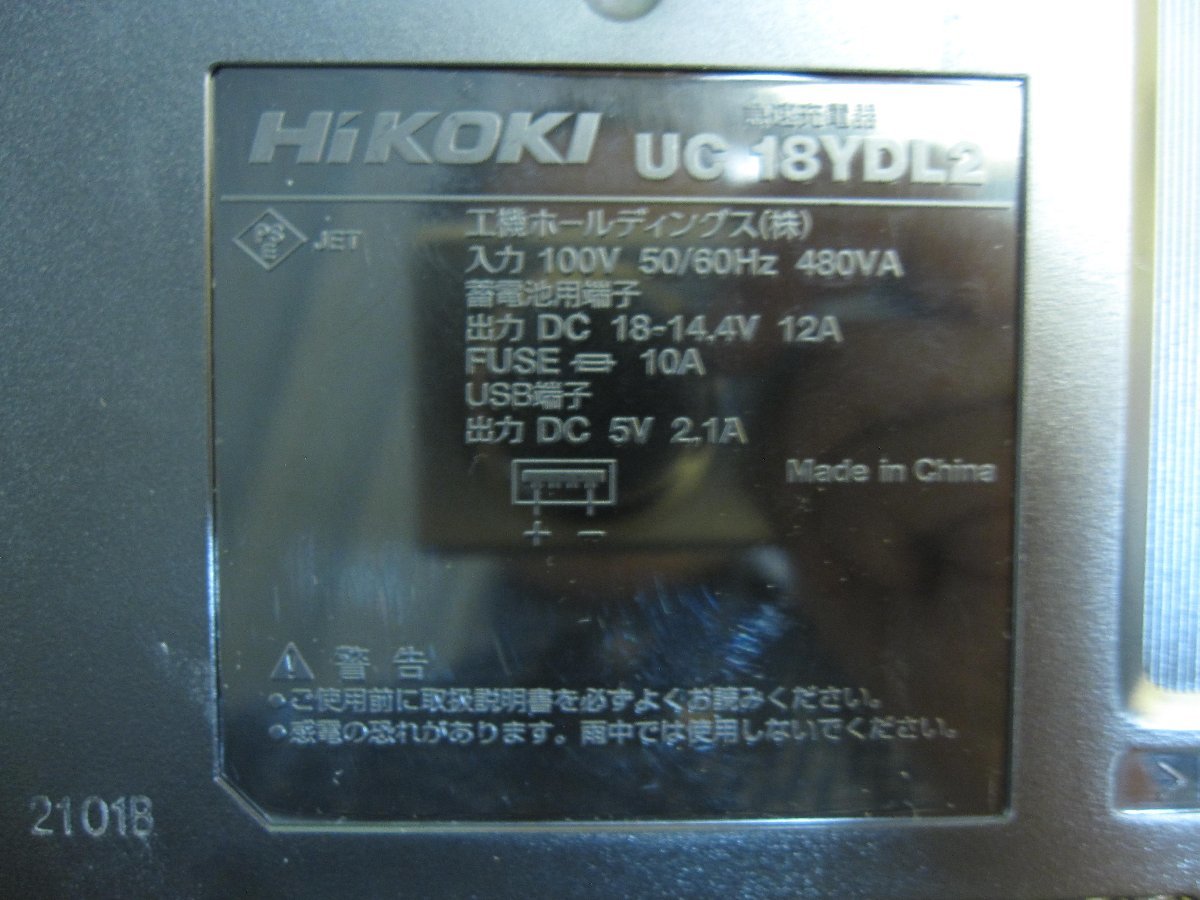 HiKOKI
急速充電器
UC 18YDL2
PS
E
JET
工機ホールディングス(株)
入力 100V 50/60Hz 480VA
蓄電池用端子
出力 DC 18-14.4V 12A
FUSE 10A
USB端子
出力 DC 5V 2.1A
Made in China
+ −
警告
•ご使用前に取扱説明書を必ずよくお読みください。
•感電の恐れがあります。雨中では使用しないでください。
2101B
>